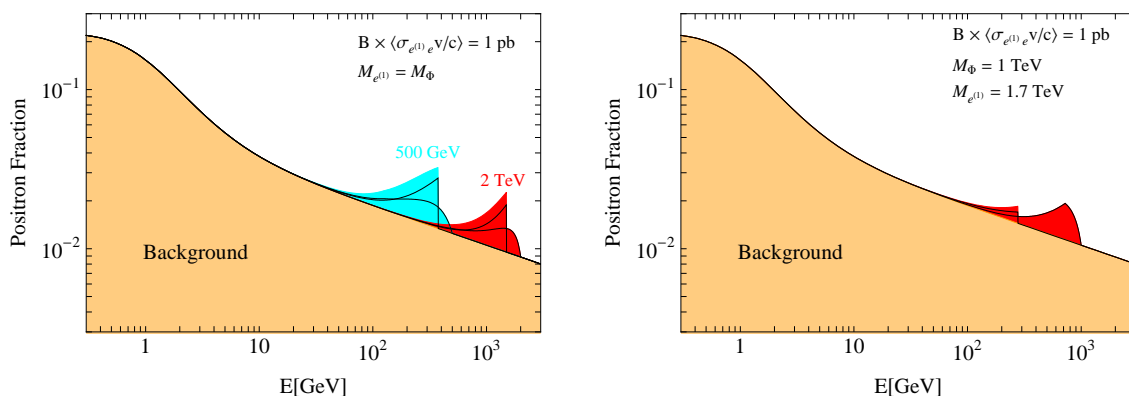 B × ⟨σ_{e^{(1)} e} v/c⟩ = 1 pb
M_{e^{(1)}} = M_Φ
10^{-1}
500 GeV
2 TeV
Positron Fraction
10^{-2}
Background
1 10 10^2 10^3
E[GeV]
B × ⟨σ_{e^{(1)} e} v/c⟩ = 1 pb
M_Φ = 1 TeV
M_{e^{(1)}} = 1.7 TeV
10^{-1}
Positron Fraction
10^{-2}
Background
1 10 10^2 10^3
E[GeV]